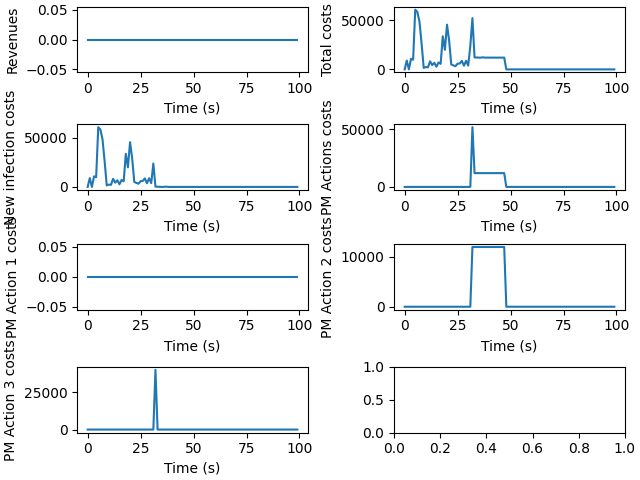 Revenues
0.05
0.00
−0.05
0 25 50 75 100
Time (s)
Total costs
50000
0
0 25 50 75 100
Time (s)
New infection costs
50000
0
0 25 50 75 100
Time (s)
PM Actions costs
50000
0
0 25 50 75 100
Time (s)
PM Action 1 costs
0.05
0.00
−0.05
0 25 50 75 100
Time (s)
PM Action 2 costs
10000
0
0 25 50 75 100
Time (s)
PM Action 3 costs
25000
0
0 25 50 75 100
Time (s)
1.0
0.5
0.0
0.0 0.2 0.4 0.6 0.8 1.0